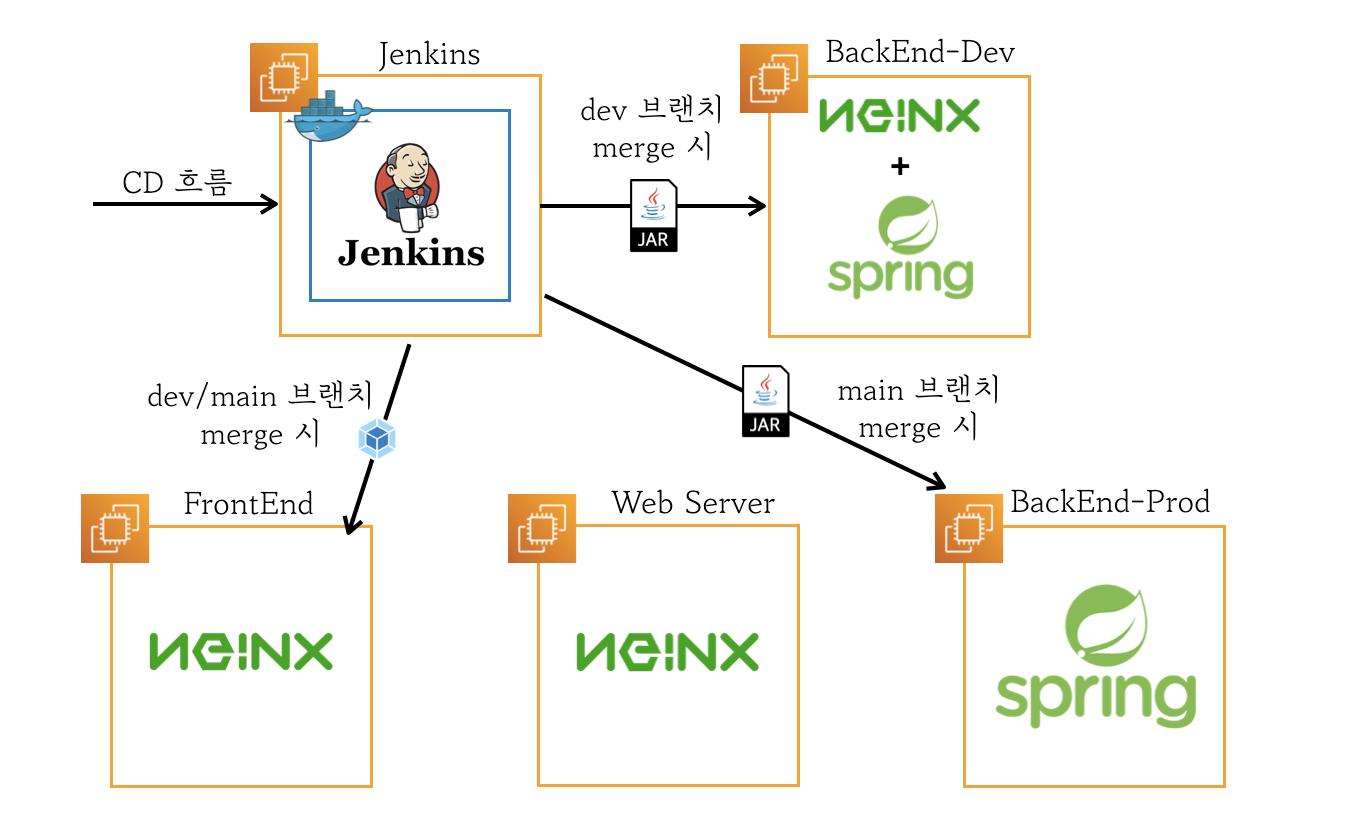 Jenkins
BackEnd-Dev
CD 흐름
Jenkins
dev 브랜치
merge 시
JAR
NGINX
+
spring
dev/main 브랜치
merge 시
JAR
main 브랜치
merge 시
FrontEnd
NGINX
Web Server
NGINX
BackEnd-Prod
spring